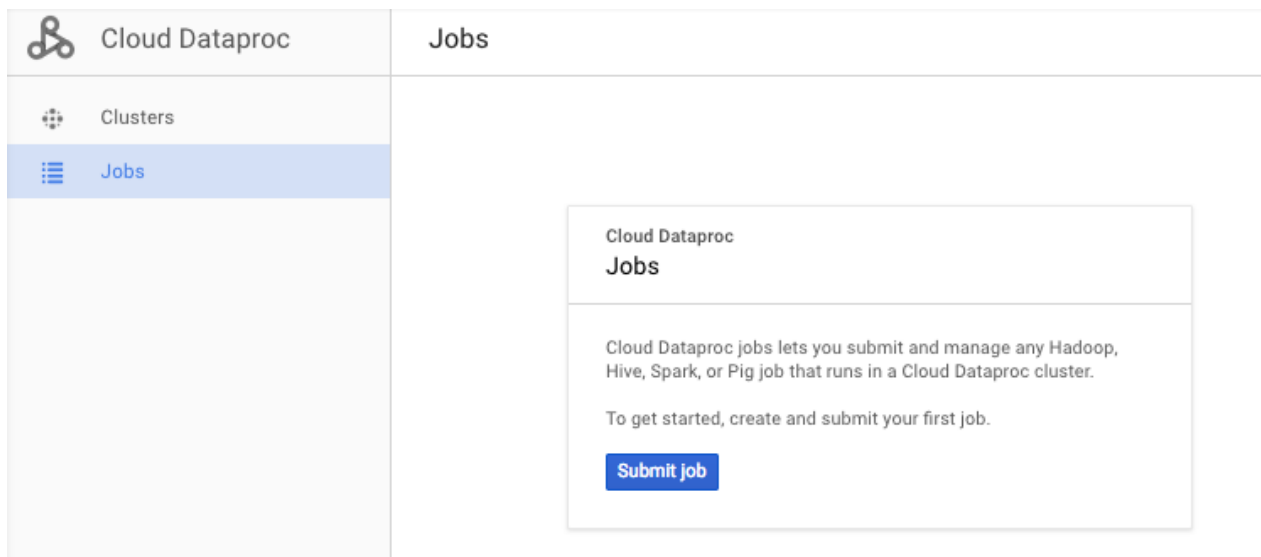 Cloud Dataproc
Jobs
Clusters
Jobs
Cloud Dataproc
Jobs
Cloud Dataproc jobs lets you submit and manage any Hadoop,
Hive, Spark, or Pig job that runs in a Cloud Dataproc cluster.
To get started, create and submit your first job.
Submit job